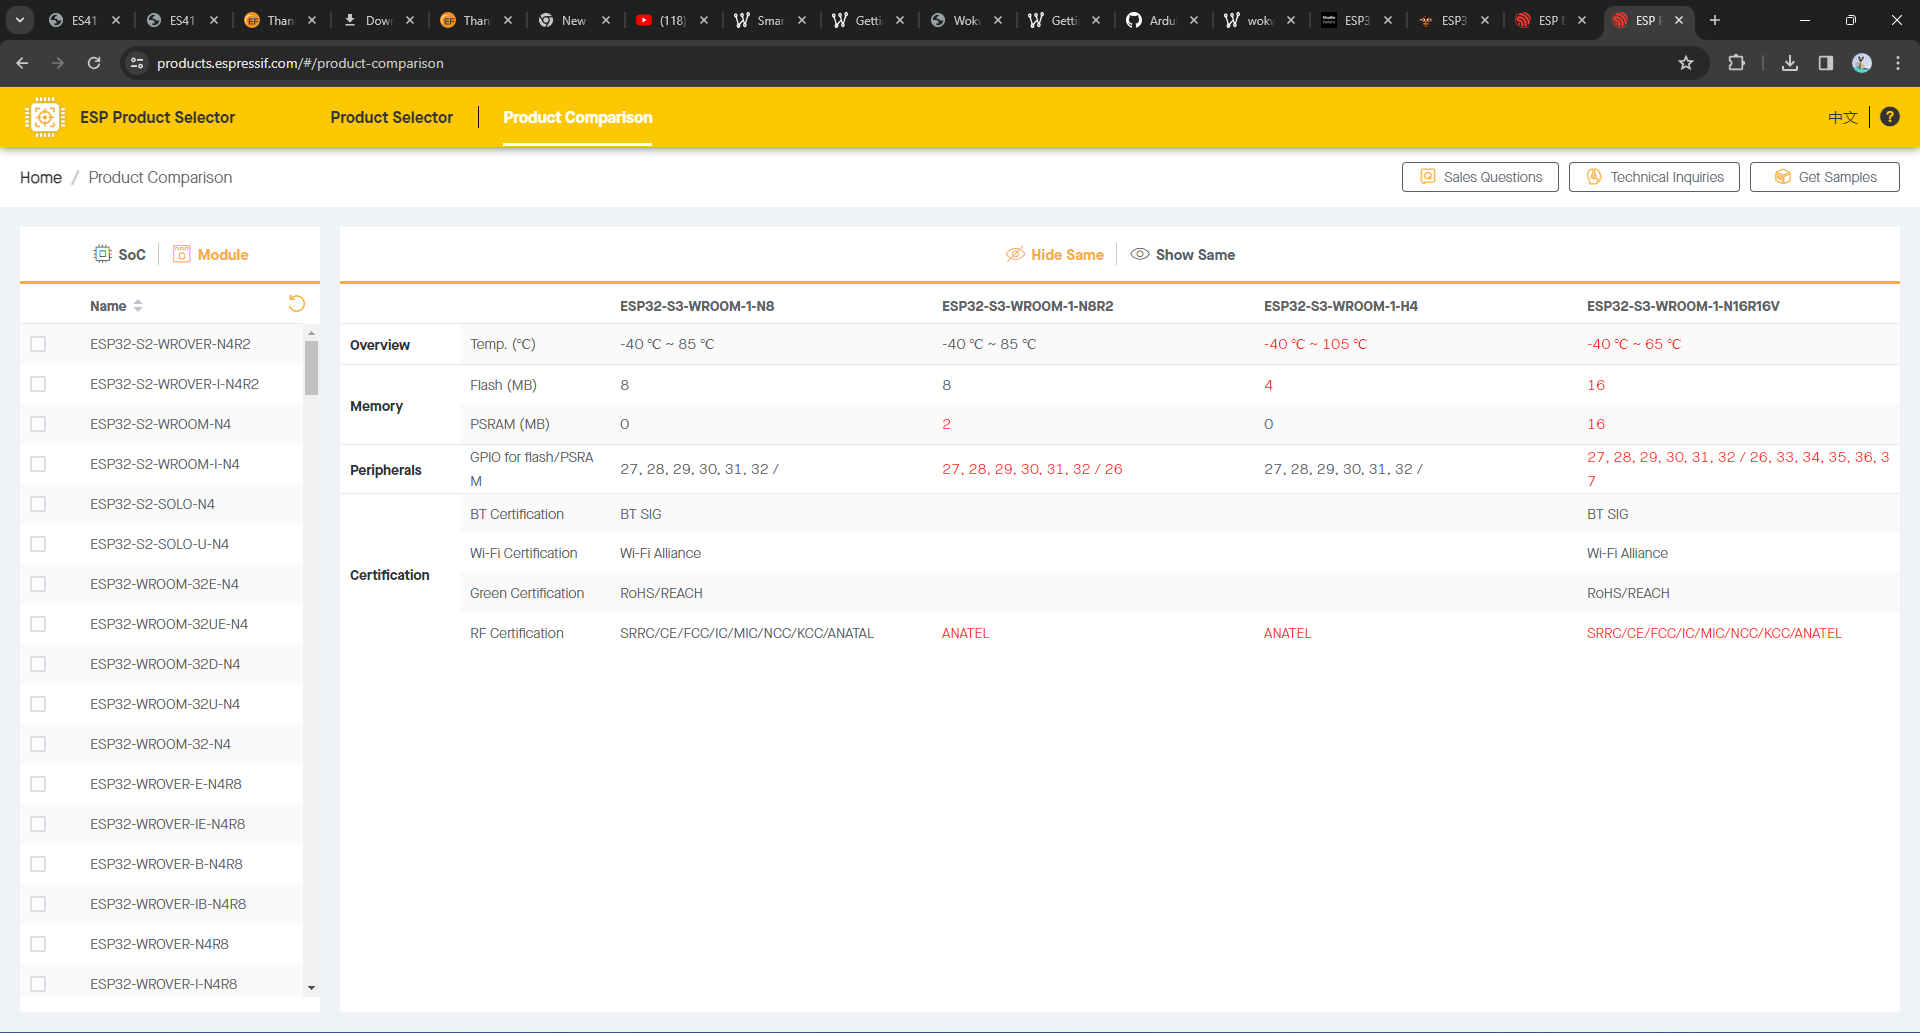 ES41
ES41
Than
Dow
Than
New
(118)
Smar
Getti
Wokv
Getti
Ardui
wokv
ESP3
ESP3
ESP I
ESP I
products.espressif.com/#/product-comparison
ESP Product Selector
Product Selector
Product Comparison
中文
?
Home / Product Comparison
Sales Questions
Technical Inquiries
Get Samples
SoC
Module
Hide Same
Show Same
Name
ESP32-S2-WROVER-N4R2
ESP32-S2-WROVER-I-N4R2
ESP32-S2-WROOM-N4
ESP32-S2-WROOM-I-N4
ESP32-S2-SOLO-N4
ESP32-S2-SOLO-U-N4
ESP32-WROOM-32E-N4
ESP32-WROOM-32UE-N4
ESP32-WROOM-32D-N4
ESP32-WROOM-32U-N4
ESP32-WROOM-32-N4
ESP32-WROVER-E-N4R8
ESP32-WROVER-IE-N4R8
ESP32-WROVER-B-N4R8
ESP32-WROVER-IB-N4R8
ESP32-WROVER-N4R8
ESP32-WROVER-I-N4R8
ESP32-S3-WROOM-1-N8 ESP32-S3-WROOM-1-N8R2 ESP32-S3-WROOM-1-H4 ESP32-S3-WROOM-1-N16R16V
Overview Temp. (°C) -40 °C ~ 85 °C -40 °C ~ 85 °C -40 °C ~ 105 °C -40 °C ~ 65 °C
Memory
Flash (MB) 8 8 4 16
PSRAM (MB) 0 2 0 16
Peripherals
GPIO for flash/PSRA
M
27, 28, 29, 30, 31, 32 /
27, 28, 29, 30, 31, 32 / 26
27, 28, 29, 30, 31, 32 /
27, 28, 29, 30, 31, 32 / 26, 33, 34, 35, 36, 3
7
Certification
BT Certification BT SIG BT SIG
Wi-Fi Certification Wi-Fi Alliance Wi-Fi Alliance
Green Certification RoHS/REACH RoHS/REACH
RF Certification SRRC/CE/FCC/IC/MIC/NCC/KCC/ANATAL ANATEL ANATEL SRRC/CE/FCC/IC/MIC/NCC/KCC/ANATEL